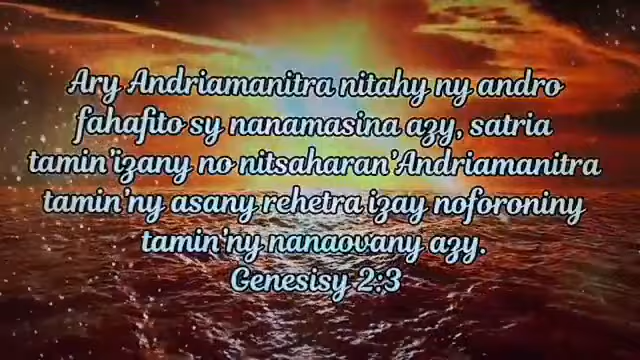 Ary Andriamanitra nitahy ny andro
fahafito sy nanamasina azy, satria
tamin'izany no nitsaharan'Andriamanitra
tamin'ny asany rehetra izay noforoniny
tamin'ny nanaovany azy.
Genesisy 2:3